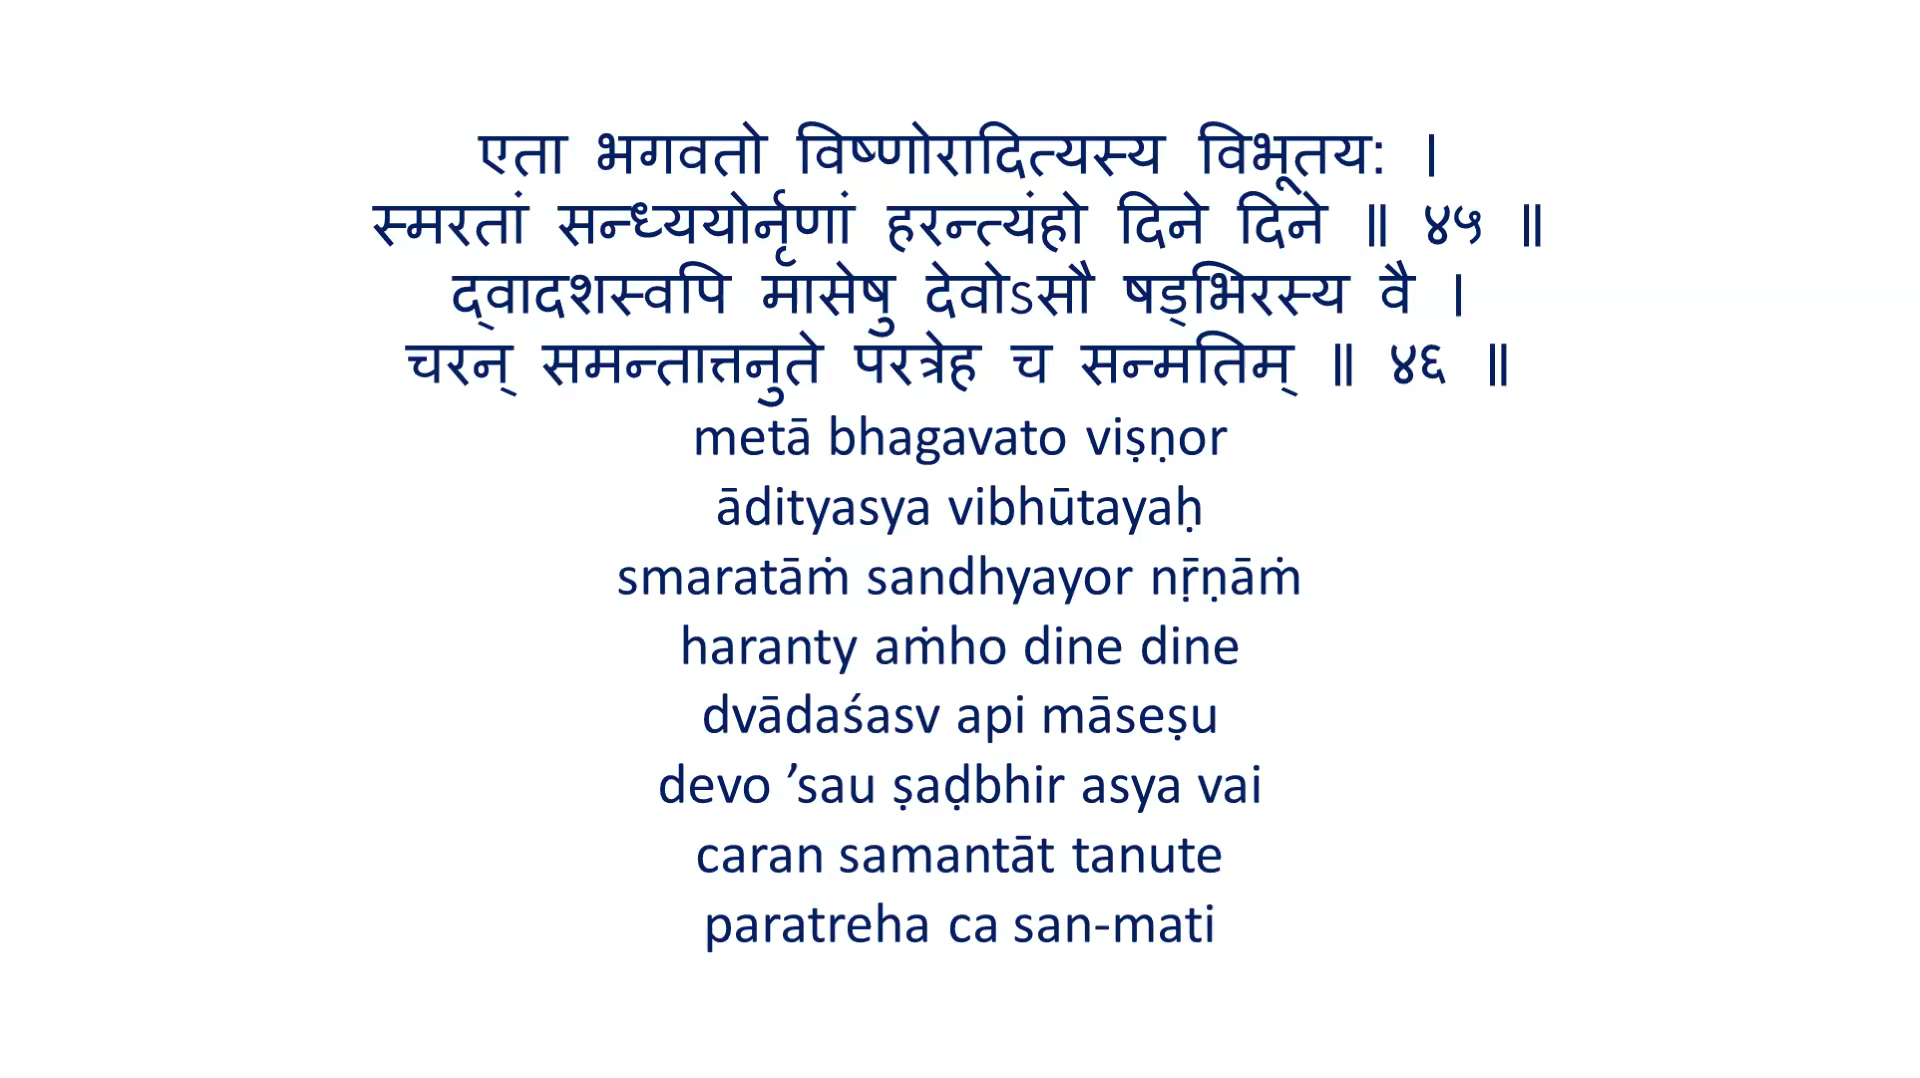 एता भगवतो विष्णोरादित्यस्य विभूतय: ।
स्मरतां सन्ध्ययोर्नृणां हरन्त्यंहो दिने दिने ॥ ४५ ॥
द्वादशस्वपि मासेषु देवोऽसौ षड्‌भिरस्य वै ।
चरन् समन्तात्तनुते परत्रेह च सन्मतिम् ॥ ४६ ॥
metā bhagavato viṣṇor
ādityasya vibhūtayaḥ
smaratāṁ sandhyayor nṝṇāṁ
haranty aṁho dine dine
dvādaśasv api māseṣu
devo ’sau ṣaḍbhir asya vai
caran samantāt tanute
paratreha ca san-mati